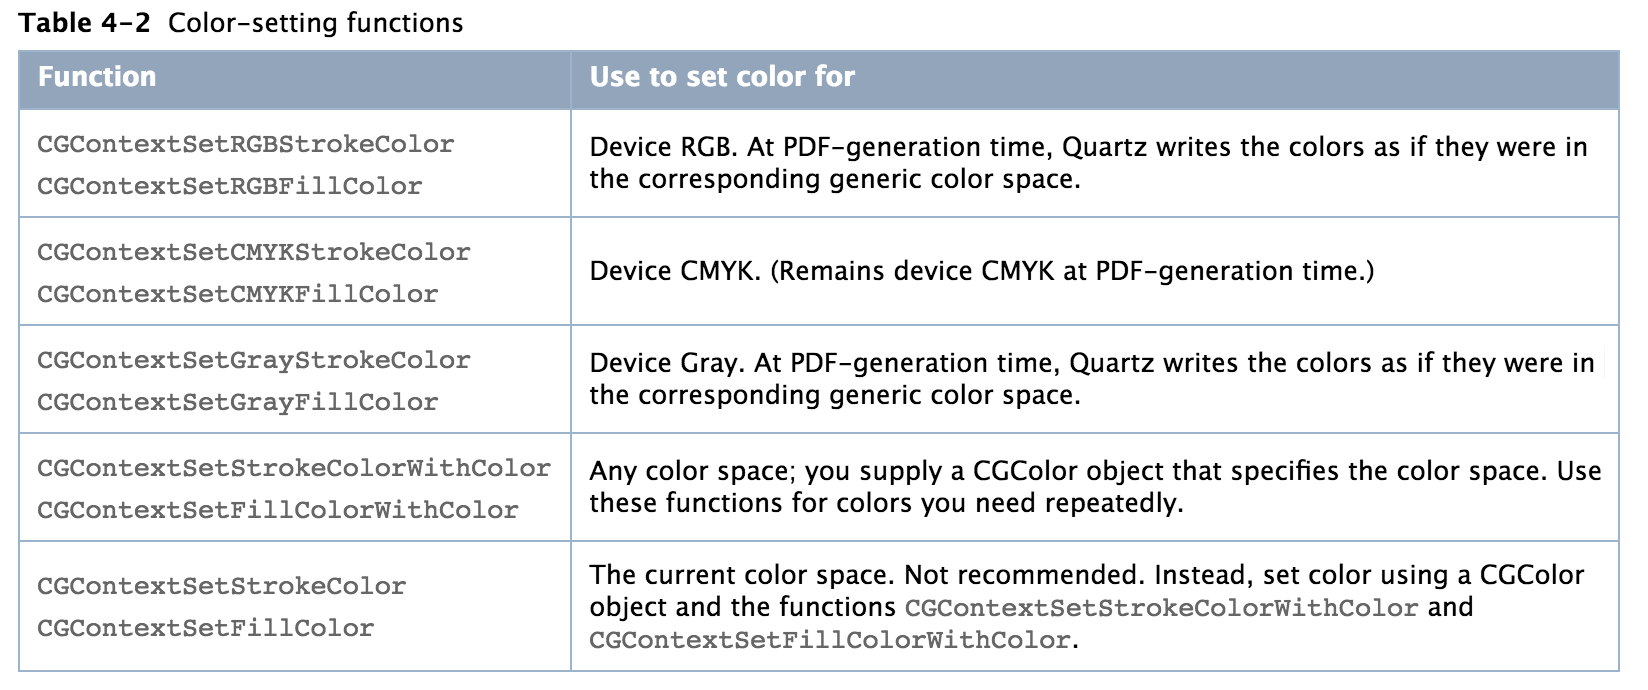 Table 4-2 Color-setting functions
Function
Use to set color for
CGContextSetRGBStrokeColor
CGContextSetRGBFillColor
Device RGB. At PDF-generation time, Quartz writes the colors as if they were in
the corresponding generic color space.
CGContextSetCMYKStrokeColor
CGContextSetCMYKFillColor
Device CMYK. (Remains device CMYK at PDF-generation time.)
CGContextSetGrayStrokeColor
CGContextSetGrayFillColor
Device Gray. At PDF-generation time, Quartz writes the colors as if they were in
the corresponding generic color space.
CGContextSetStrokeColorWithColor
CGContextSetFillColorWithColor
Any color space; you supply a CGColor object that specifies the color space. Use
these functions for colors you need repeatedly.
CGContextSetStrokeColor
CGContextSetFillColor
The current color space. Not recommended. Instead, set color using a CGColor
object and the functions CGContextSetStrokeColorWithColor and
CGContextSetFillColorWithColor.